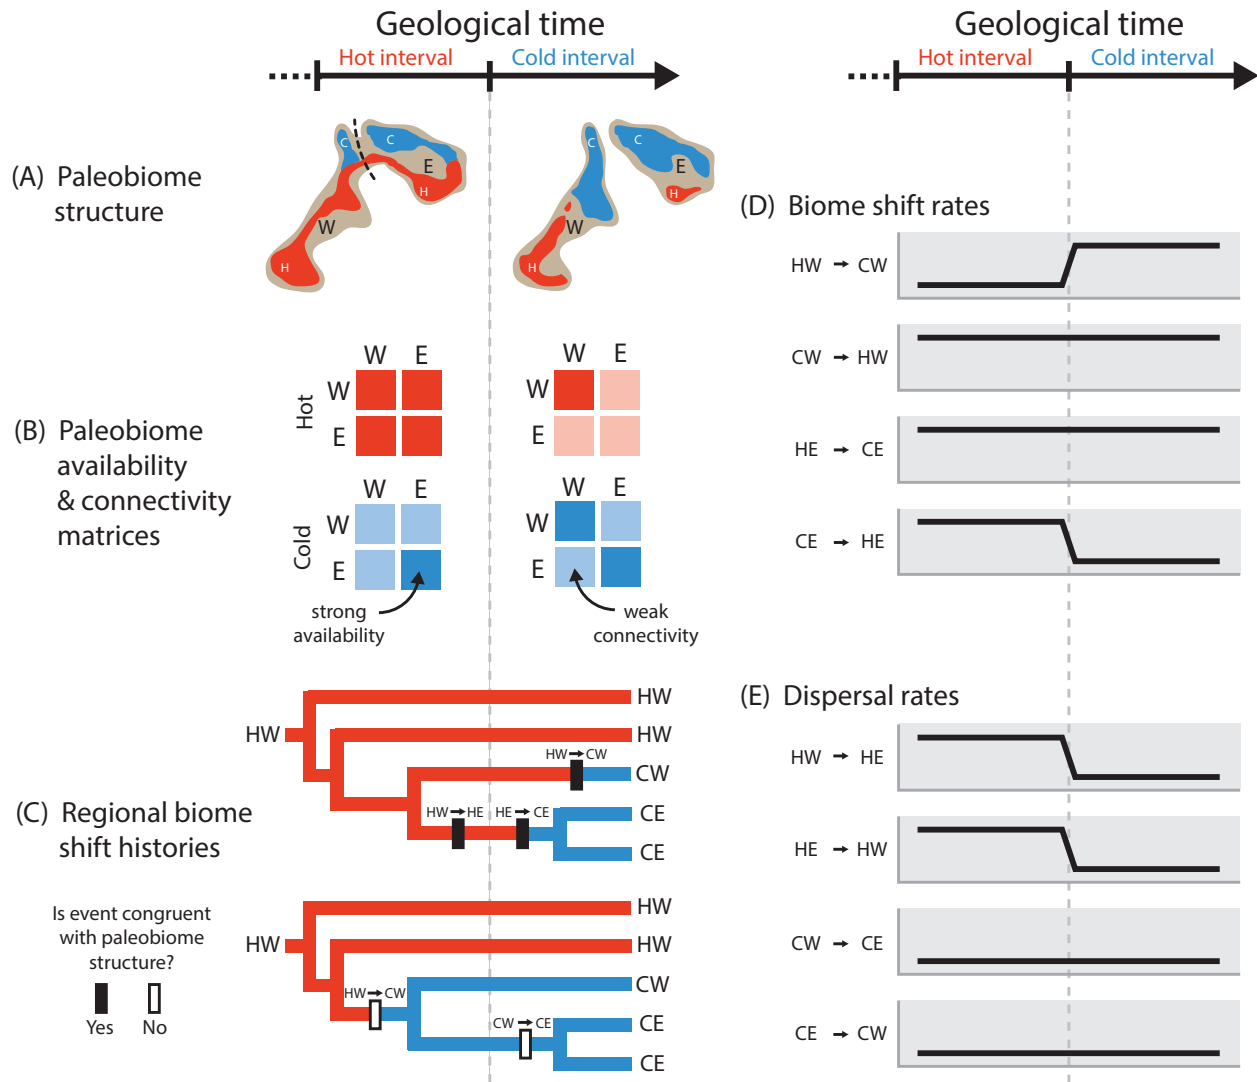 Geological time
Hot interval
Cold interval
Geological time
Hot interval
Cold interval
(A) Paleobiome
structure
C
C
E
H
W
H
C
E
H
W
H
(B) Paleobiome
availability
& connectivity
matrices
Hot
W E
W
E
W E
W
E
Cold
W E
W
E
W E
W
E
strong
availability
weak
connectivity
(C) Regional biome
shift histories
HW
HW
HW
HW → CW
CW
HW → HE
HE → CE
CE
CE
Is event congruent
with paleobiome
structure?
Yes
No
HW
HW
HW
HW → CW
CW
CW → CE
CE
CE
(D) Biome shift rates
HW → CW
CW → HW
HE → CE
CE → HE
(E) Dispersal rates
HW → HE
HE → HW
CW → CE
CE → CW